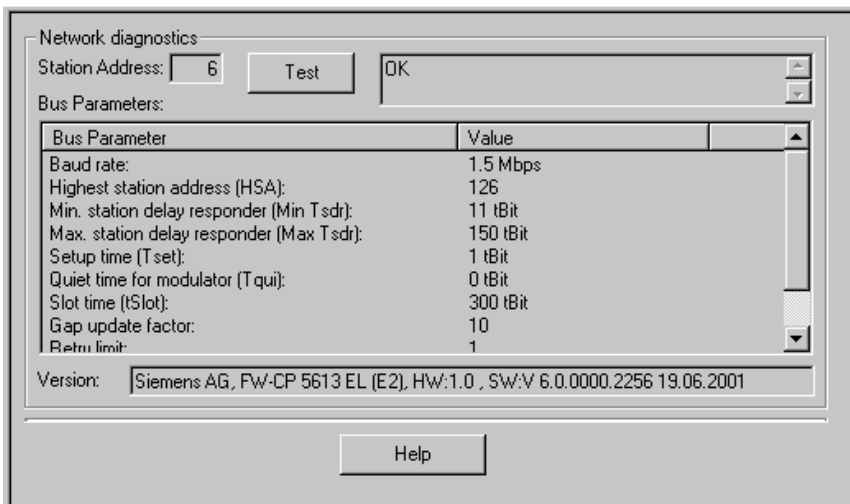 Network diagnostics
Station Address: 6 Test OK
Bus Parameters:
Bus Parameter Value
Baud rate: 1.5 Mbps
Highest station address (HSA): 126
Min. station delay responder (Min Tsdr): 11 tBit
Max. station delay responder (Max Tsdr): 150 tBit
Setup time (Tset): 1 tBit
Quiet time for modulator (Tqui): 0 tBit
Slot time (tSlot): 300 tBit
Gap update factor: 10
Retry limit: 1
Version: Siemens AG, FW-CP 5613 EL (E2), HW:1.0 , SW:V 6.0.0000.2256 19.06.2001
Help